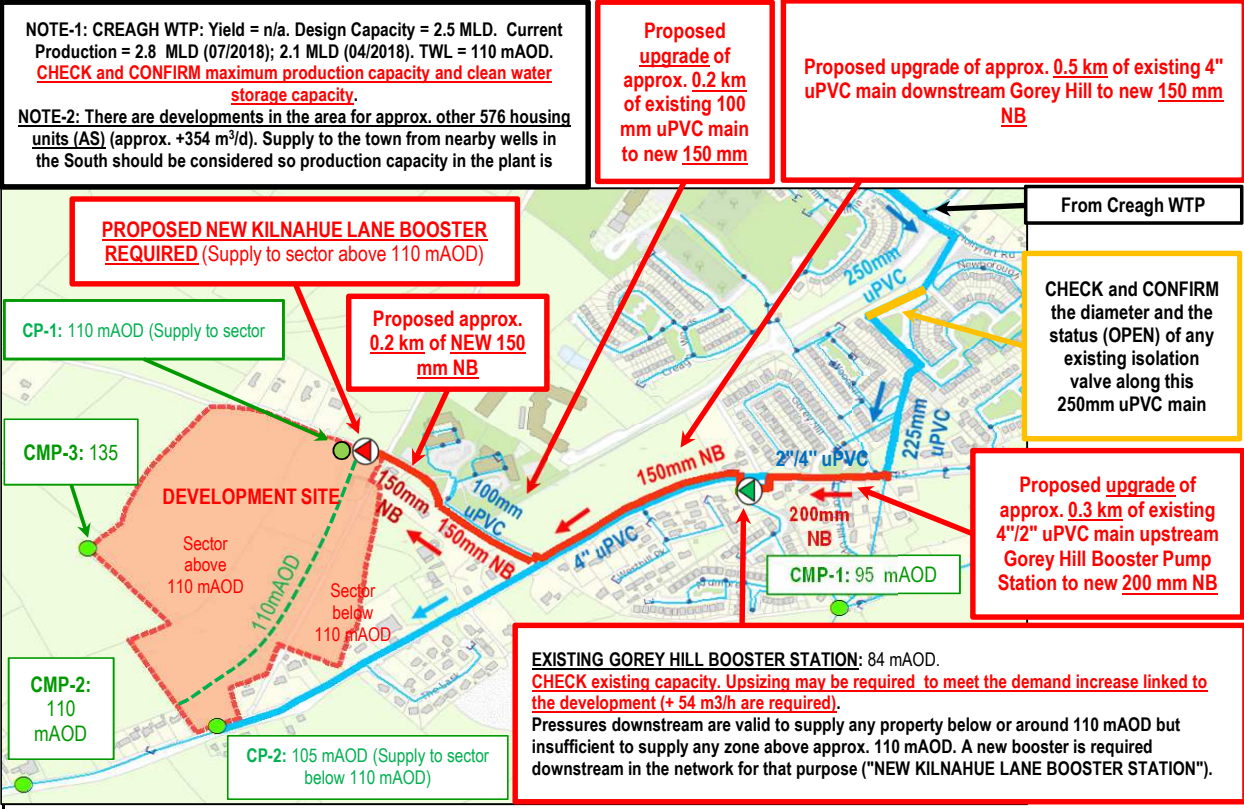 NOTE-1: CREAGH WTP: Yield = n/a. Design Capacity = 2.5 MLD. Current
Production = 2.8 MLD (07/2018); 2.1 MLD (04/2018). TWL = 110 mAOD.
CHECK and CONFIRM maximum production capacity and clean water
storage capacity.
NOTE-2: There are developments in the area for approx. other 576 housing
units (AS) (approx. +354 m³/d). Supply to the town from nearby wells in
the South should be considered so production capacity in the plant is
Proposed
upgrade of
approx. 0.2 km
of existing 100
mm uPVC main
to new 150 mm
Proposed upgrade of approx. 0.5 km of existing 4"
uPVC main downstream Gorey Hill to new 150 mm
NB
PROPOSED NEW KILNAHUE LANE BOOSTER
REQUIRED (Supply to sector above 110 mAOD)
From Creagh WTP
CP-1: 110 mAOD (Supply to sector
Proposed approx.
0.2 km of NEW 150
mm NB
CHECK and CONFIRM
the diameter and the
status (OPEN) of any
existing isolation
valve along this
250mm uPVC main
250mm
uPVC
Hollyfort Rd
Newborough
Creag
225mm
uPVC
CMP-3: 135
DEVELOPMENT SITE
Sector
above
110 mAOD
110mAOD
Sector
below
110 mAOD
150mm
NB
100mm
uPVC
150mm NB
150mm NB
4" uPVC
2"/4" uPVC
200mm
NB
Proposed upgrade of
approx. 0.3 km of existing
4"/2" uPVC main upstream
Gorey Hill Booster Pump
Station to new 200 mm NB
CMP-1: 95 mAOD
CMP-2:
110
mAOD
The Lark
CP-2: 105 mAOD (Supply to sector
below 110 mAOD)
EXISTING GOREY HILL BOOSTER STATION: 84 mAOD.
CHECK existing capacity. Upsizing may be required to meet the demand increase linked to
the development (+ 54 m3/h are required).
Pressures downstream are valid to supply any property below or around 110 mAOD but
insufficient to supply any zone above approx. 110 mAOD. A new booster is required
downstream in the network for that purpose ("NEW KILNAHUE LANE BOOSTER STATION").